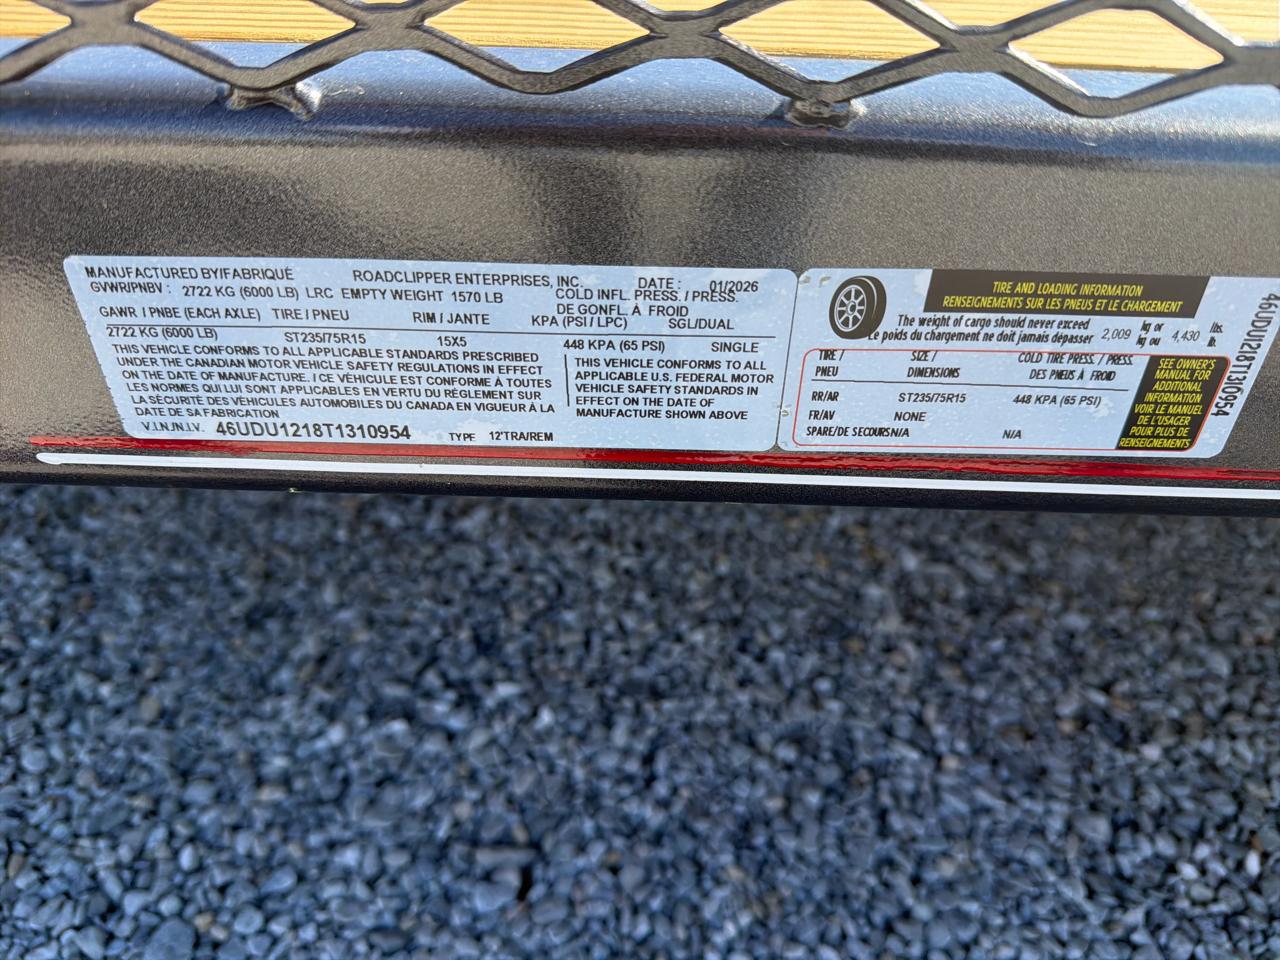 MANUFACTURED BY/FABRIQUÉ ROADCLIPPER ENTERPRISES, INC. DATE : 01/2026
GVWR/PNBV : 2722 KG (6000 LB) LRC EMPTY WEIGHT 1570 LB COLD INFL. PRESS. / PRESS.
DE GONFL. À FROID
GAWR / PNBE (EACH AXLE) TIRE / PNEU RIM / JANTE KPA (PSI / LPC) SGL/DUAL
2722 KG (6000 LB) ST235/75R15 15X5 448 KPA (65 PSI) SINGLE
THIS VEHICLE CONFORMS TO ALL APPLICABLE STANDARDS PRESCRIBED
UNDER THE CANADIAN MOTOR VEHICLE SAFETY REGULATIONS IN EFFECT
ON THE DATE OF MANUFACTURE. / CE VÉHICULE EST CONFORME À TOUTES
LES NORMES QUI LUI SONT APPLICABLES EN VERTU DU RÈGLEMENT SUR
LA SÉCURITÉ DES VÉHICULES AUTOMOBILES DU CANADA EN VIGUEUR À LA
DATE DE SA FABRICATION
THIS VEHICLE CONFORMS TO ALL
APPLICABLE U.S. FEDERAL MOTOR
VEHICLE SAFETY STANDARDS IN
EFFECT ON THE DATE OF
MANUFACTURE SHOWN ABOVE
V.I.N./N.I.V. 46UDU1218T1310954 TYPE 12'TRA/REM
TIRE AND LOADING INFORMATION
RENSEIGNEMENTS SUR LES PNEUS ET LE CHARGEMENT
The weight of cargo should never exceed
Le poids du chargement ne doit jamais dépasser 2,009 kg or kg ou 4,430 lbs. lb.
TIRE / SIZE / COLD TIRE PRESS. / PRESS.
PNEU DIMENSIONS DES PNEUS À FROID
RR/AR ST235/75R15 448 KPA (65 PSI)
FR/AV NONE
SPARE/DE SECOURS N/A N/A
SEE OWNER'S
MANUAL FOR
ADDITIONAL
INFORMATION
VOIR LE MANUEL
DE L'USAGER
POUR PLUS DE
RENSEIGNEMENTS
46UDU1218T1310954